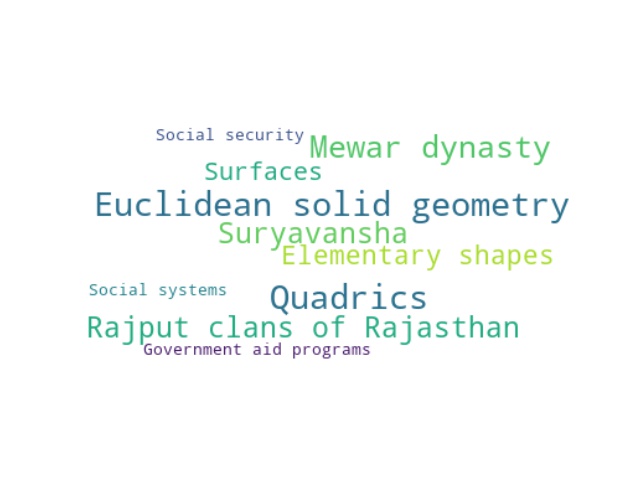 Social security
Mewar dynasty
Surfaces
Euclidean solid geometry
Suryavansha
Elementary shapes
Social systems
Quadrics
Rajput clans of Rajasthan
Government aid programs